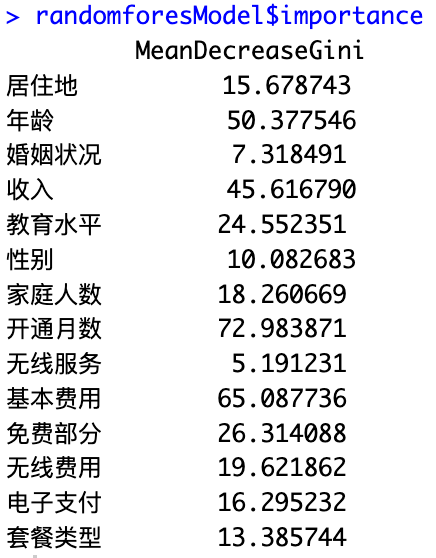 > randomforesModel$importance
MeanDecreaseGini
居住地 15.678743
年龄 50.377546
婚姻状况 7.318491
收入 45.616790
教育水平 24.552351
性别 10.082683
家庭人数 18.260669
开通月数 72.983871
无线服务 5.191231
基本费用 65.087736
免费部分 26.314088
无线费用 19.621862
电子支付 16.295232
套餐类型 13.385744